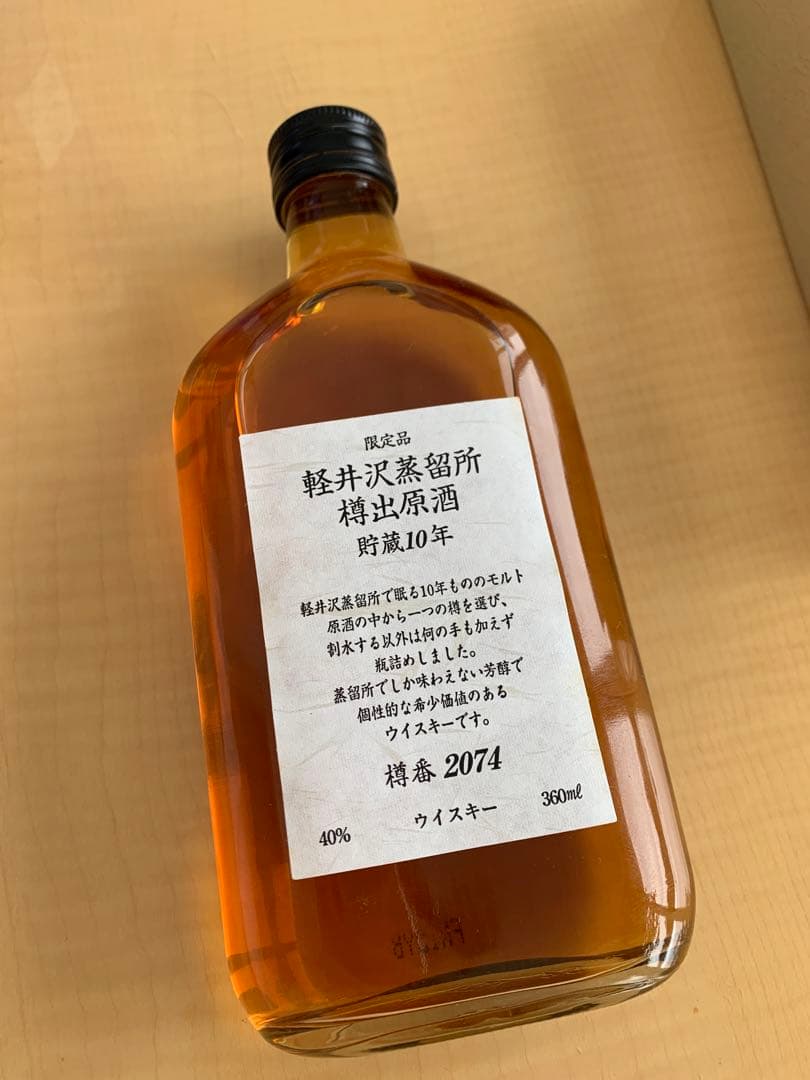 限定品
軽井沢蒸留所
樽出原酒
貯蔵10年
軽井沢蒸留所で眠る10年もののモルト
原酒の中から一つの樽を選び、
割水する以外は何の手も加えず
瓶詰めしました。
蒸留所でしか味わえない芳醇で
個性的な希少価値のある
ウイスキーです。
樽番 2074
40% ウイスキー 360ml